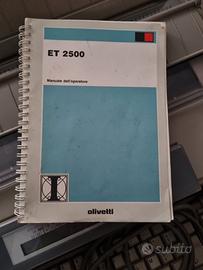 ET 2500
Manuale dell'operatore
olivetti
subito